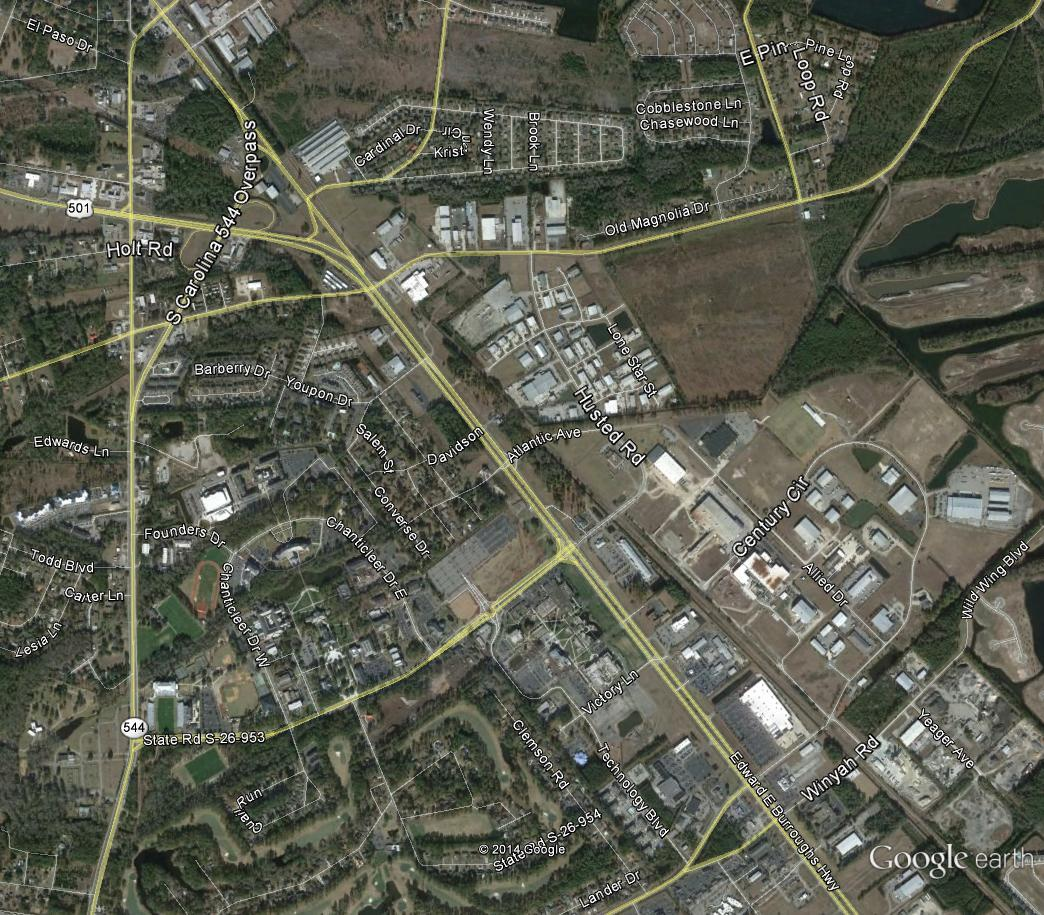 El Paso Dr
E Pin
Pine L
op Rd
Loop Rd
Cobblestone Ln
Chasewood Ln
Cardinal Dr
Cir
Krist
Wendy Ln
Brook Ln
S Carolina 544 Overpass
501
Holt Rd
Old Magnolia Dr
Barberry Dr
Youpon Dr
Lone Star St
Husted Rd
Edwards Ln
Salem St
Davidson
Atlantic Ave
Converse Dr
Founders Dr
Chanticleer Dr E
Century Cir
Todd Blvd
Carter Ln
Chanticleer Dr W
Allied Dr
Wild Wing Blvd
Lesia Ln
Victory Ln
544
State Rd S-26-953
Clemson Rd
Technology Blvd
Edward E Burroughs Hwy
Winyah Rd
Yeager Ave
Quail
Run
State Rd S-26-954
© 2014 Google
Lander Dr
Google earth